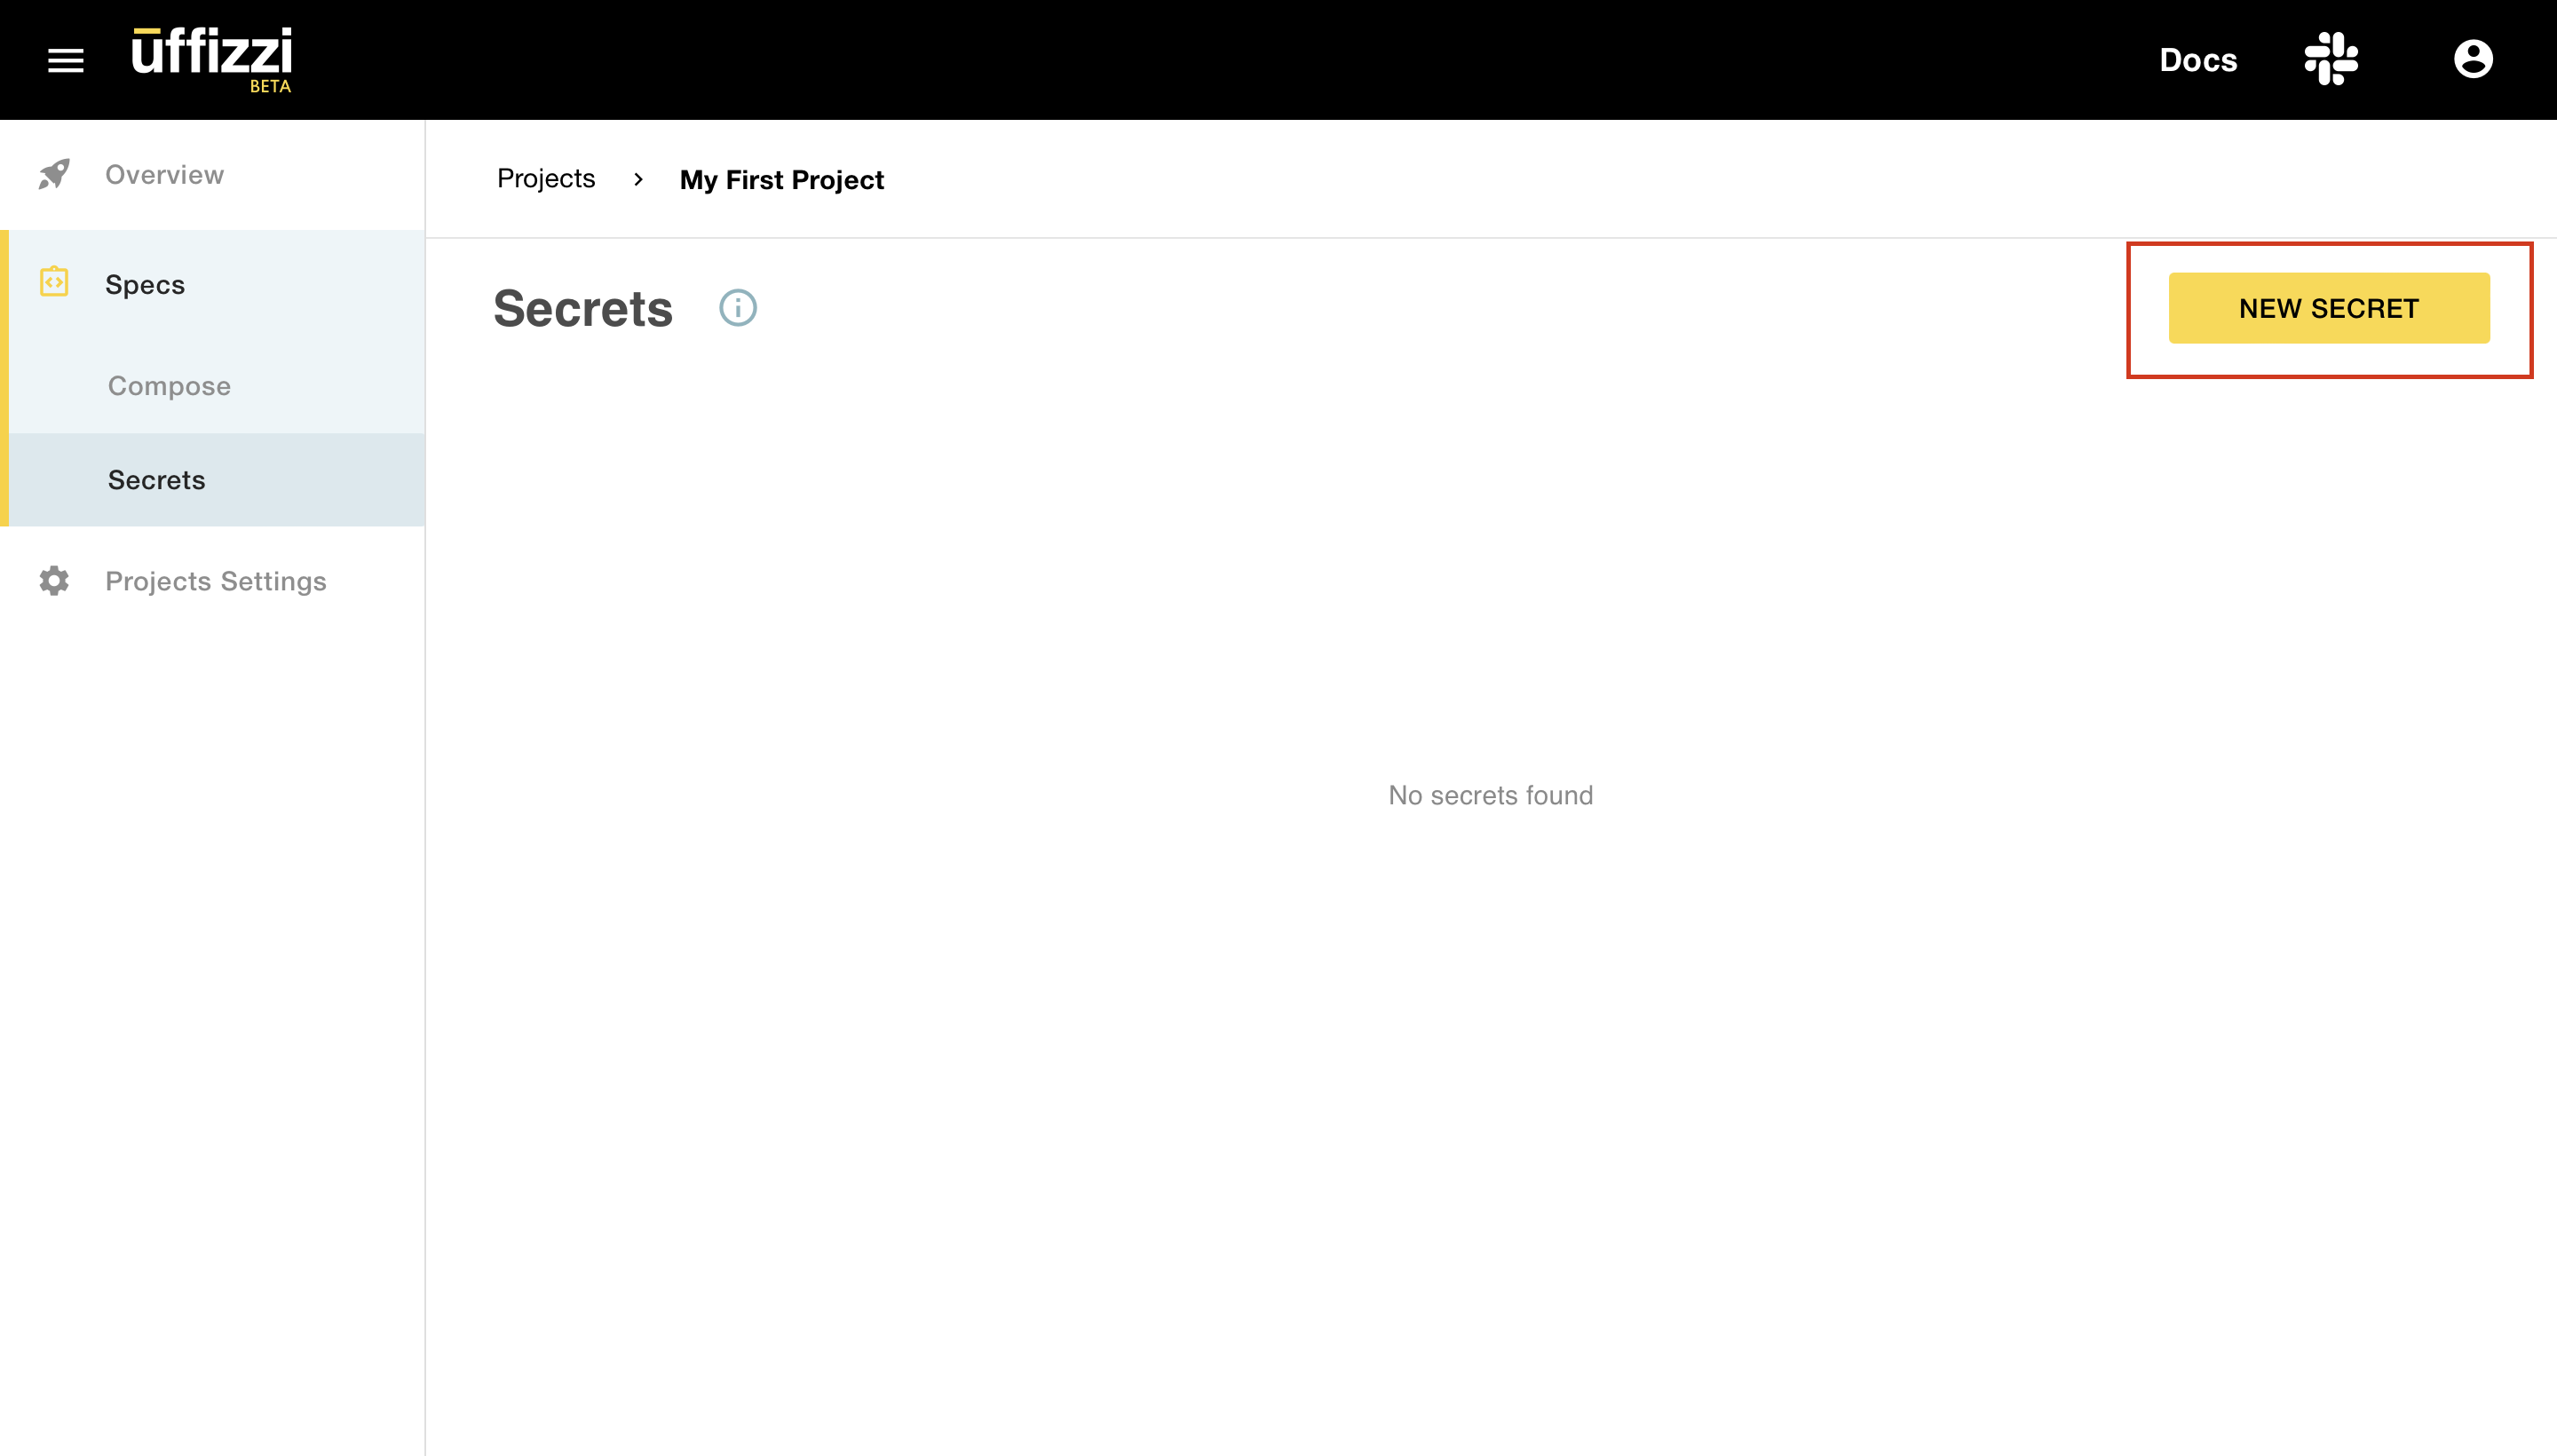 uffizzi
BETA
Docs
Overview
Specs
Compose
Secrets
Projects Settings
Projects > My First Project
Secrets
NEW SECRET
No secrets found